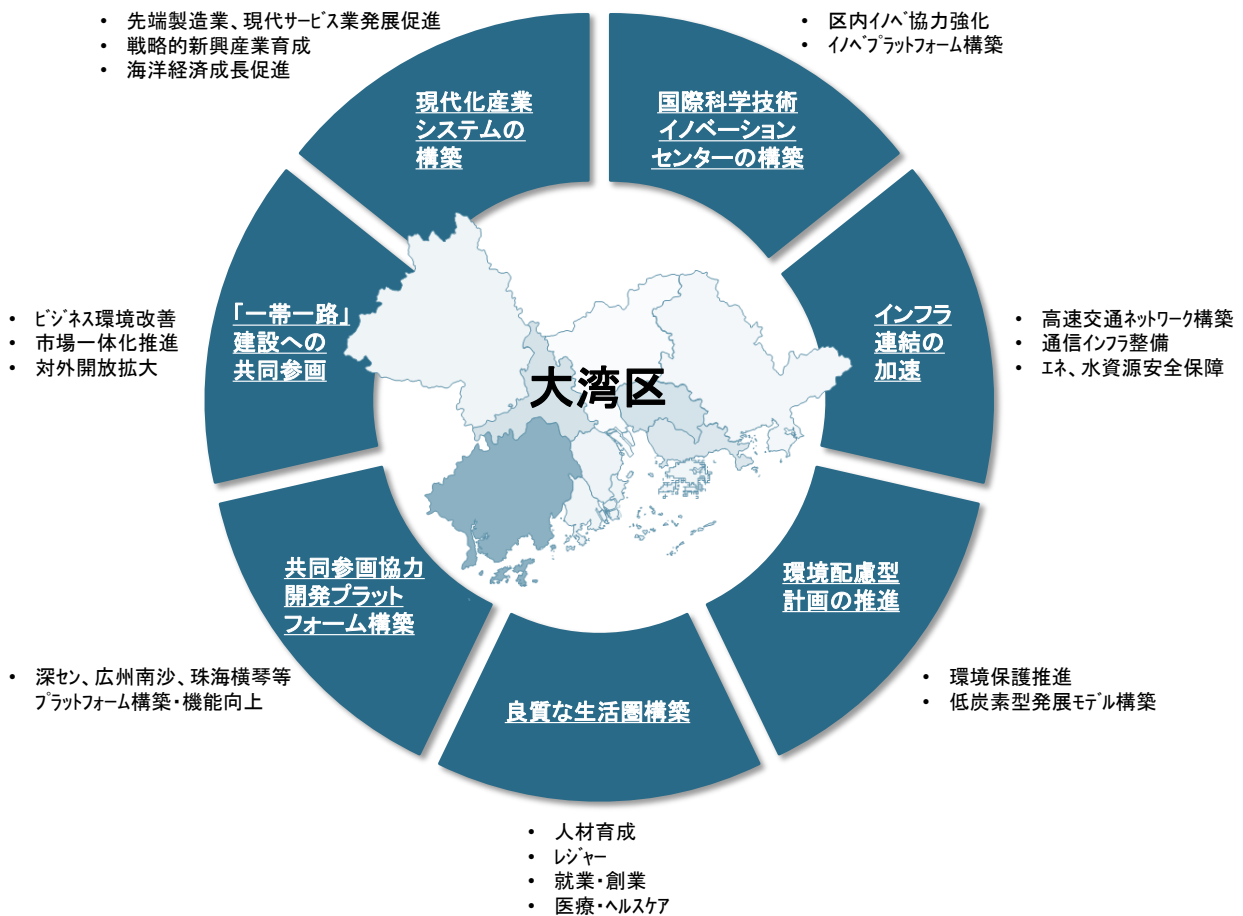 • 先端製造業、現代サービス業発展促進
• 戦略的新興産業育成
• 海洋経済成長促進
現代化産業
システムの
構築
• 区内ｲﾉﾍﾞ協力強化
• ｲﾉﾍﾞﾌﾟﾗｯﾄﾌｫｰﾑ構築
国際科学技術
イノベーション
センターの構築
インフラ
連結の
加速
• 高速交通ﾈｯﾄﾜｰｸ構築
• 通信ｲﾝﾌﾗ整備
• ｴﾈ、水資源安全保障
環境配慮型
計画の推進
• 環境保護推進
• 低炭素型発展ﾓﾃﾞﾙ構築
良質な生活圏構築
• 人材育成
• ﾚｼﾞｬｰ
• 就業・創業
• 医療・ﾍﾙｽｹｱ
共同参画協力
開発プラット
フォーム構築
• 深セン、広州南沙、珠海横琴等
ﾌﾟﾗｯﾄﾌｫｰﾑ構築・機能向上
「一帯一路」
建設への
共同参画
• ﾋﾞｼﾞﾈｽ環境改善
• 市場一体化推進
• 対外開放拡大
大湾区